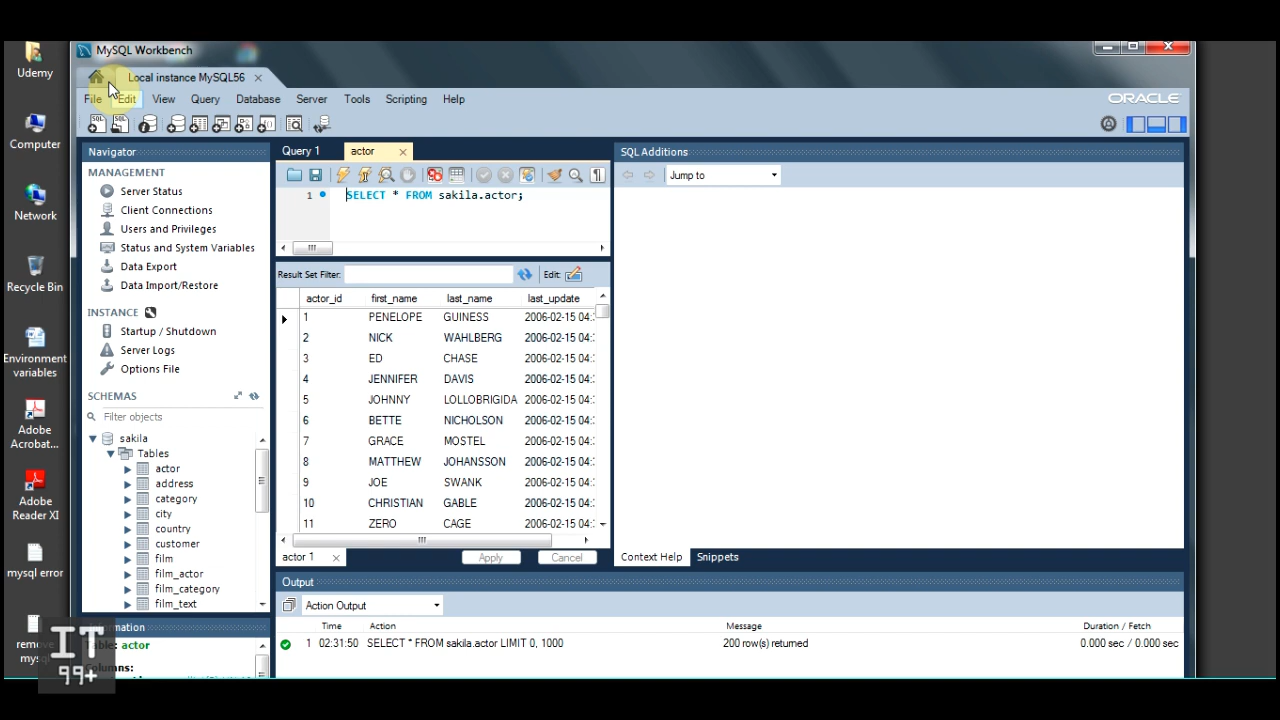 Udemy
Computer
Network
Recycle Bin
Environment
variables
Adobe
Acrobat...
Adobe
Reader XI
mysql error
MySQL Workbench
Local instance MySQL56
File Edit View Query Database Server Tools Scripting Help
ORACLE
Navigator
MANAGEMENT
Server Status
Client Connections
Users and Privileges
Status and System Variables
Data Export
Data Import/Restore
INSTANCE
Startup / Shutdown
Server Logs
Options File
SCHEMAS
Filter objects
sakila
Tables
actor
address
category
city
country
customer
film
film_actor
film_category
film_text
actor
Query 1 actor
1 SELECT * FROM sakila.actor;
Result Set Filter: Edit:
actor_id first_name last_name last_update
1 PENELOPE GUINESS 2006-02-15 04:
2 NICK WAHLBERG 2006-02-15 04:
3 ED CHASE 2006-02-15 04:
4 JENNIFER DAVIS 2006-02-15 04:
5 JOHNNY LOLLOBRIGIDA 2006-02-15 04:
6 BETTE NICHOLSON 2006-02-15 04:
7 GRACE MOSTEL 2006-02-15 04:
8 MATTHEW JOHANSSON 2006-02-15 04:
9 JOE SWANK 2006-02-15 04:
10 CHRISTIAN GABLE 2006-02-15 04:
11 ZERO CAGE 2006-02-15 04:
actor 1 Apply Cancel
SQL Additions
Jump to
Context Help Snippets
Output
Action Output
Time Action Message Duration / Fetch
1 02:31:50 SELECT * FROM sakila.actor LIMIT 0, 1000 200 row(s) returned 0.000 sec / 0.000 sec
IT
99+